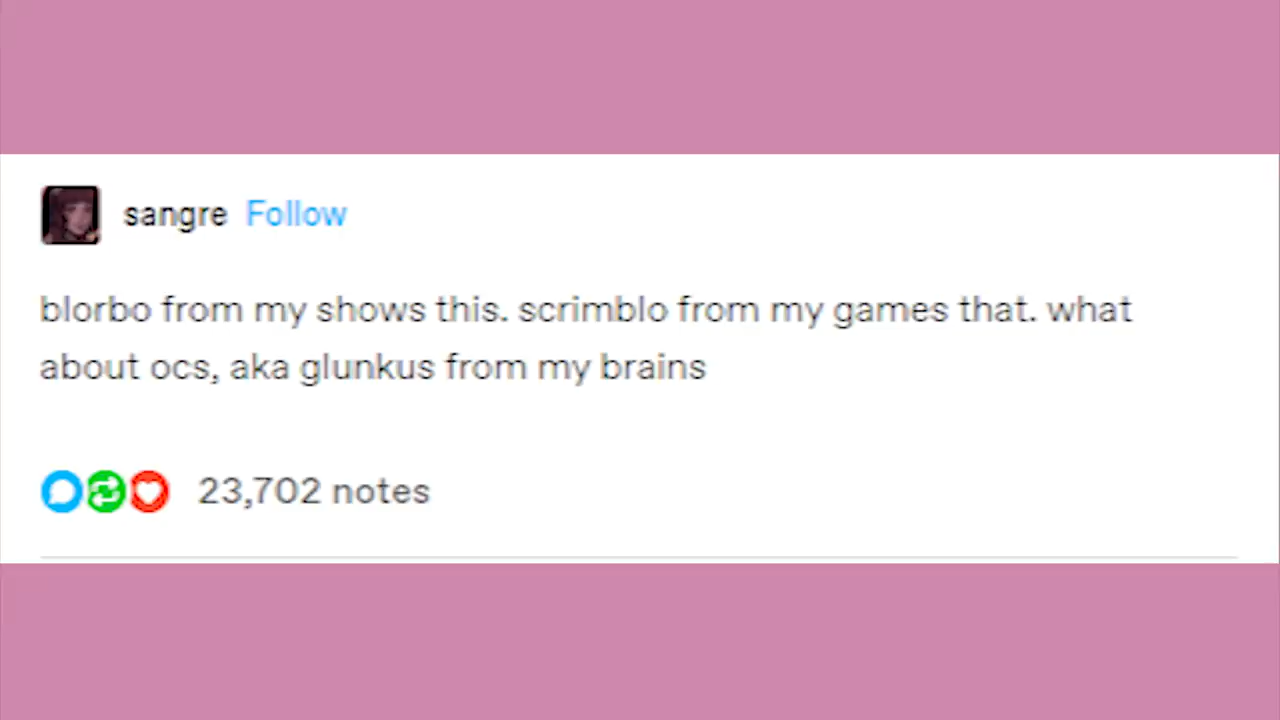 sangre Follow
blorbo from my shows this. scrimblo from my games that. what
about ocs, aka glunkus from my brains
23,702 notes